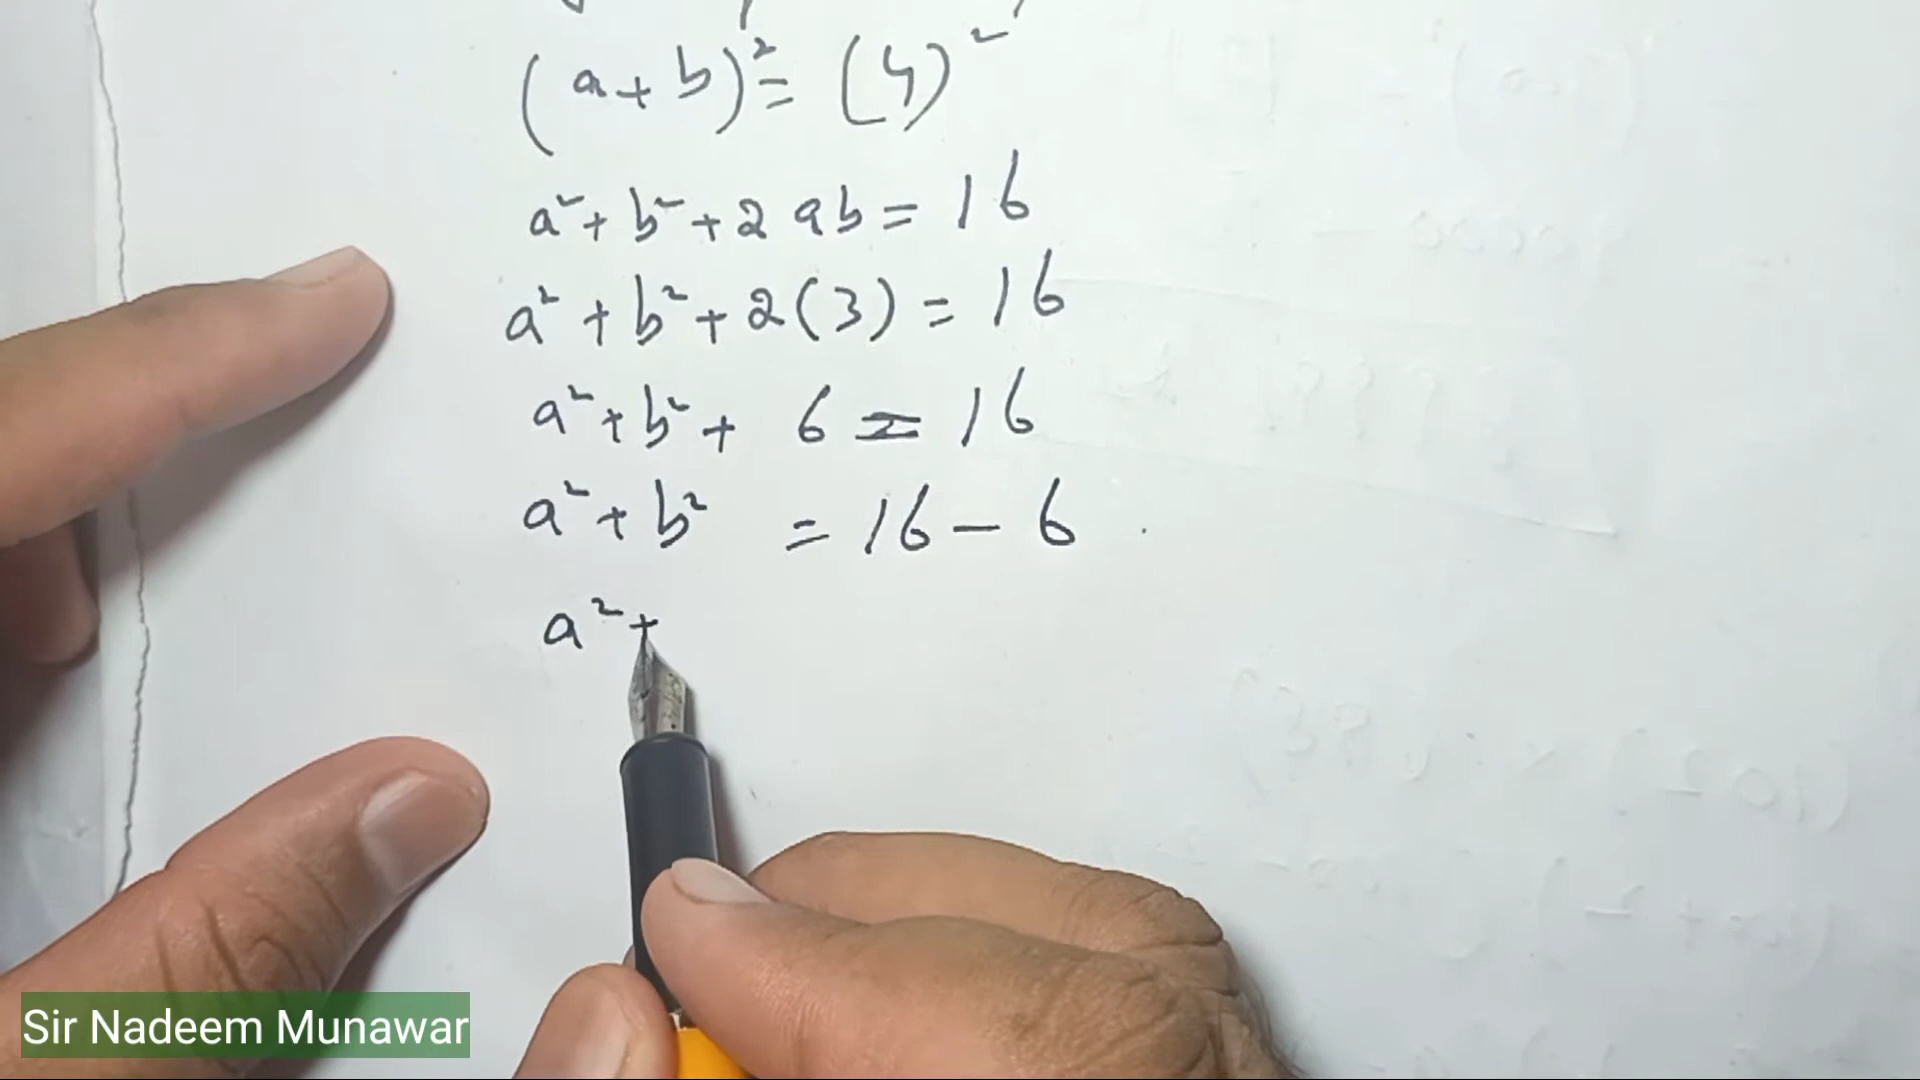 (a+b)² = (4)²
a²+b²+2ab=16
a²+b²+2(3)=16
a²+b²+6=16
a²+b² =16-6
a²+
Sir Nadeem Munawar